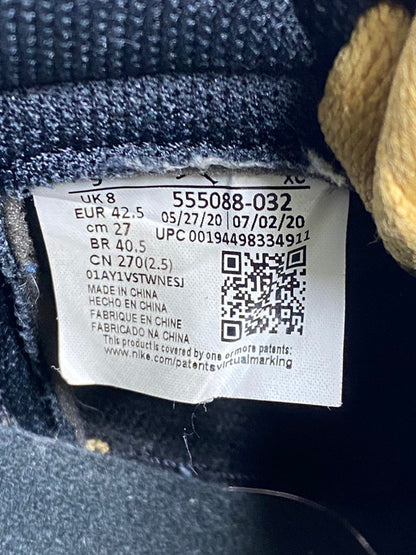 UK 8 555088-032
EUR 42.5 05/27/20 07/02/20
cm 27 UPC 00194498334911
BR 40.5
CN 270(2.5)
01AY1VSTWNESJ
MADE IN CHINA
HECHO EN CHINA
FABRIQUE EN CHINE
FABRICADO NA CHINA
This product is covered by one or more patents:
www.nike.com/patentsvirtualmarking